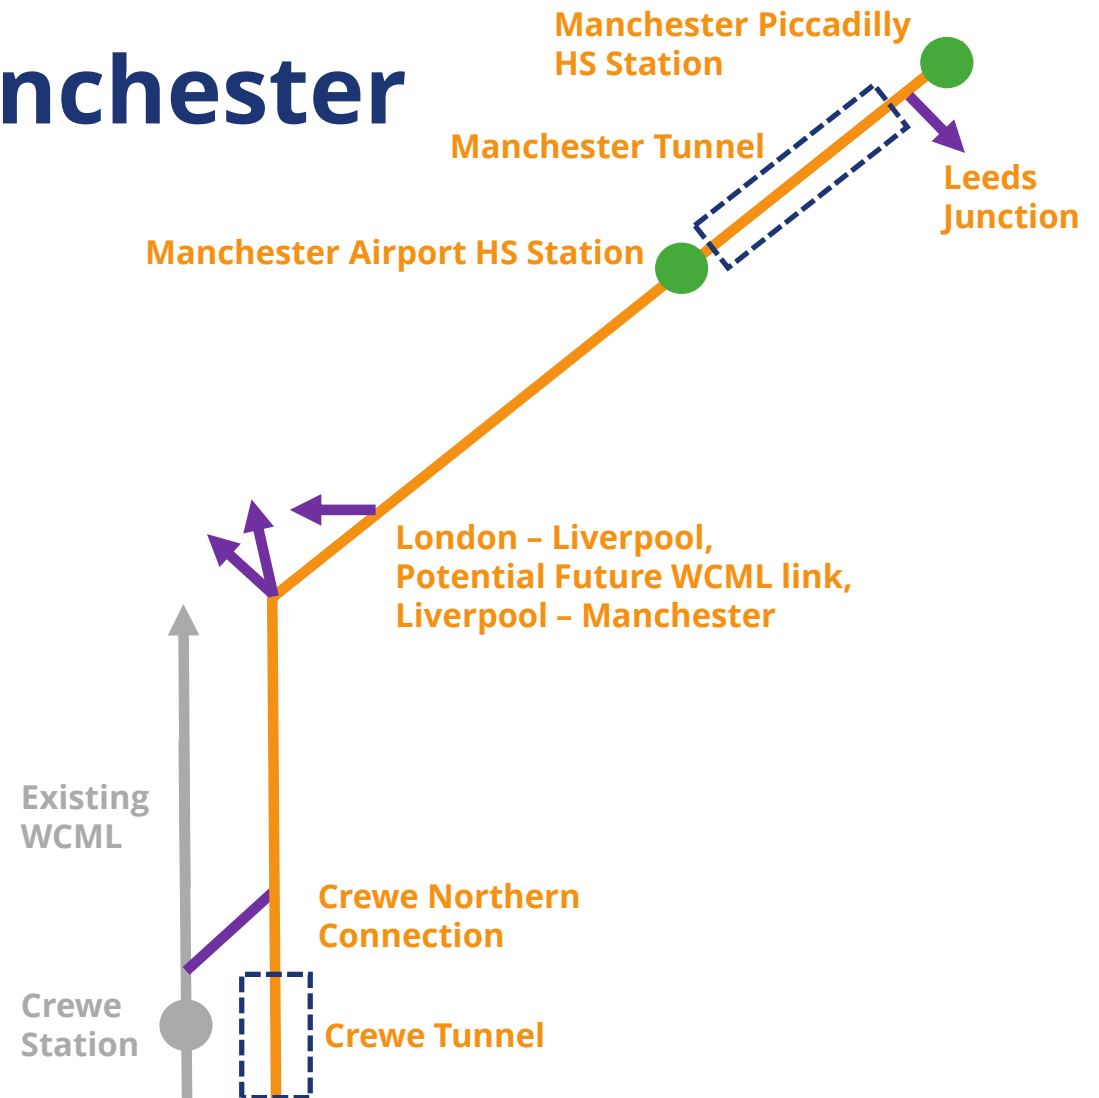 nchester
Manchester Piccadilly
HS Station
Manchester Tunnel
Leeds
Junction
Manchester Airport HS Station
London – Liverpool,
Potential Future WCML link,
Liverpool – Manchester
Existing
WCML
Crewe Northern
Connection
Crewe
Station
Crewe Tunnel